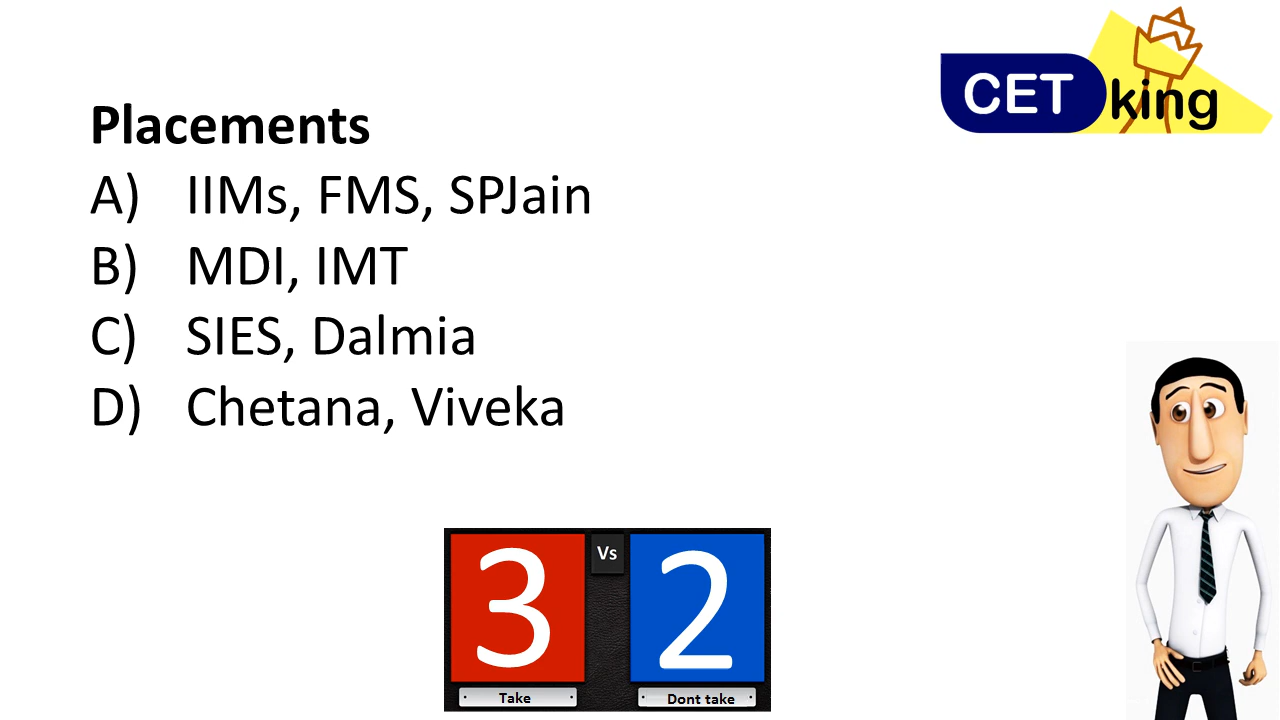 CET king
Placements
A) IIMs, FMS, SPJain
B) MDI, IMT
C) SIES, Dalmia
D) Chetana, Viveka
3 Vs 2
Take Dont take